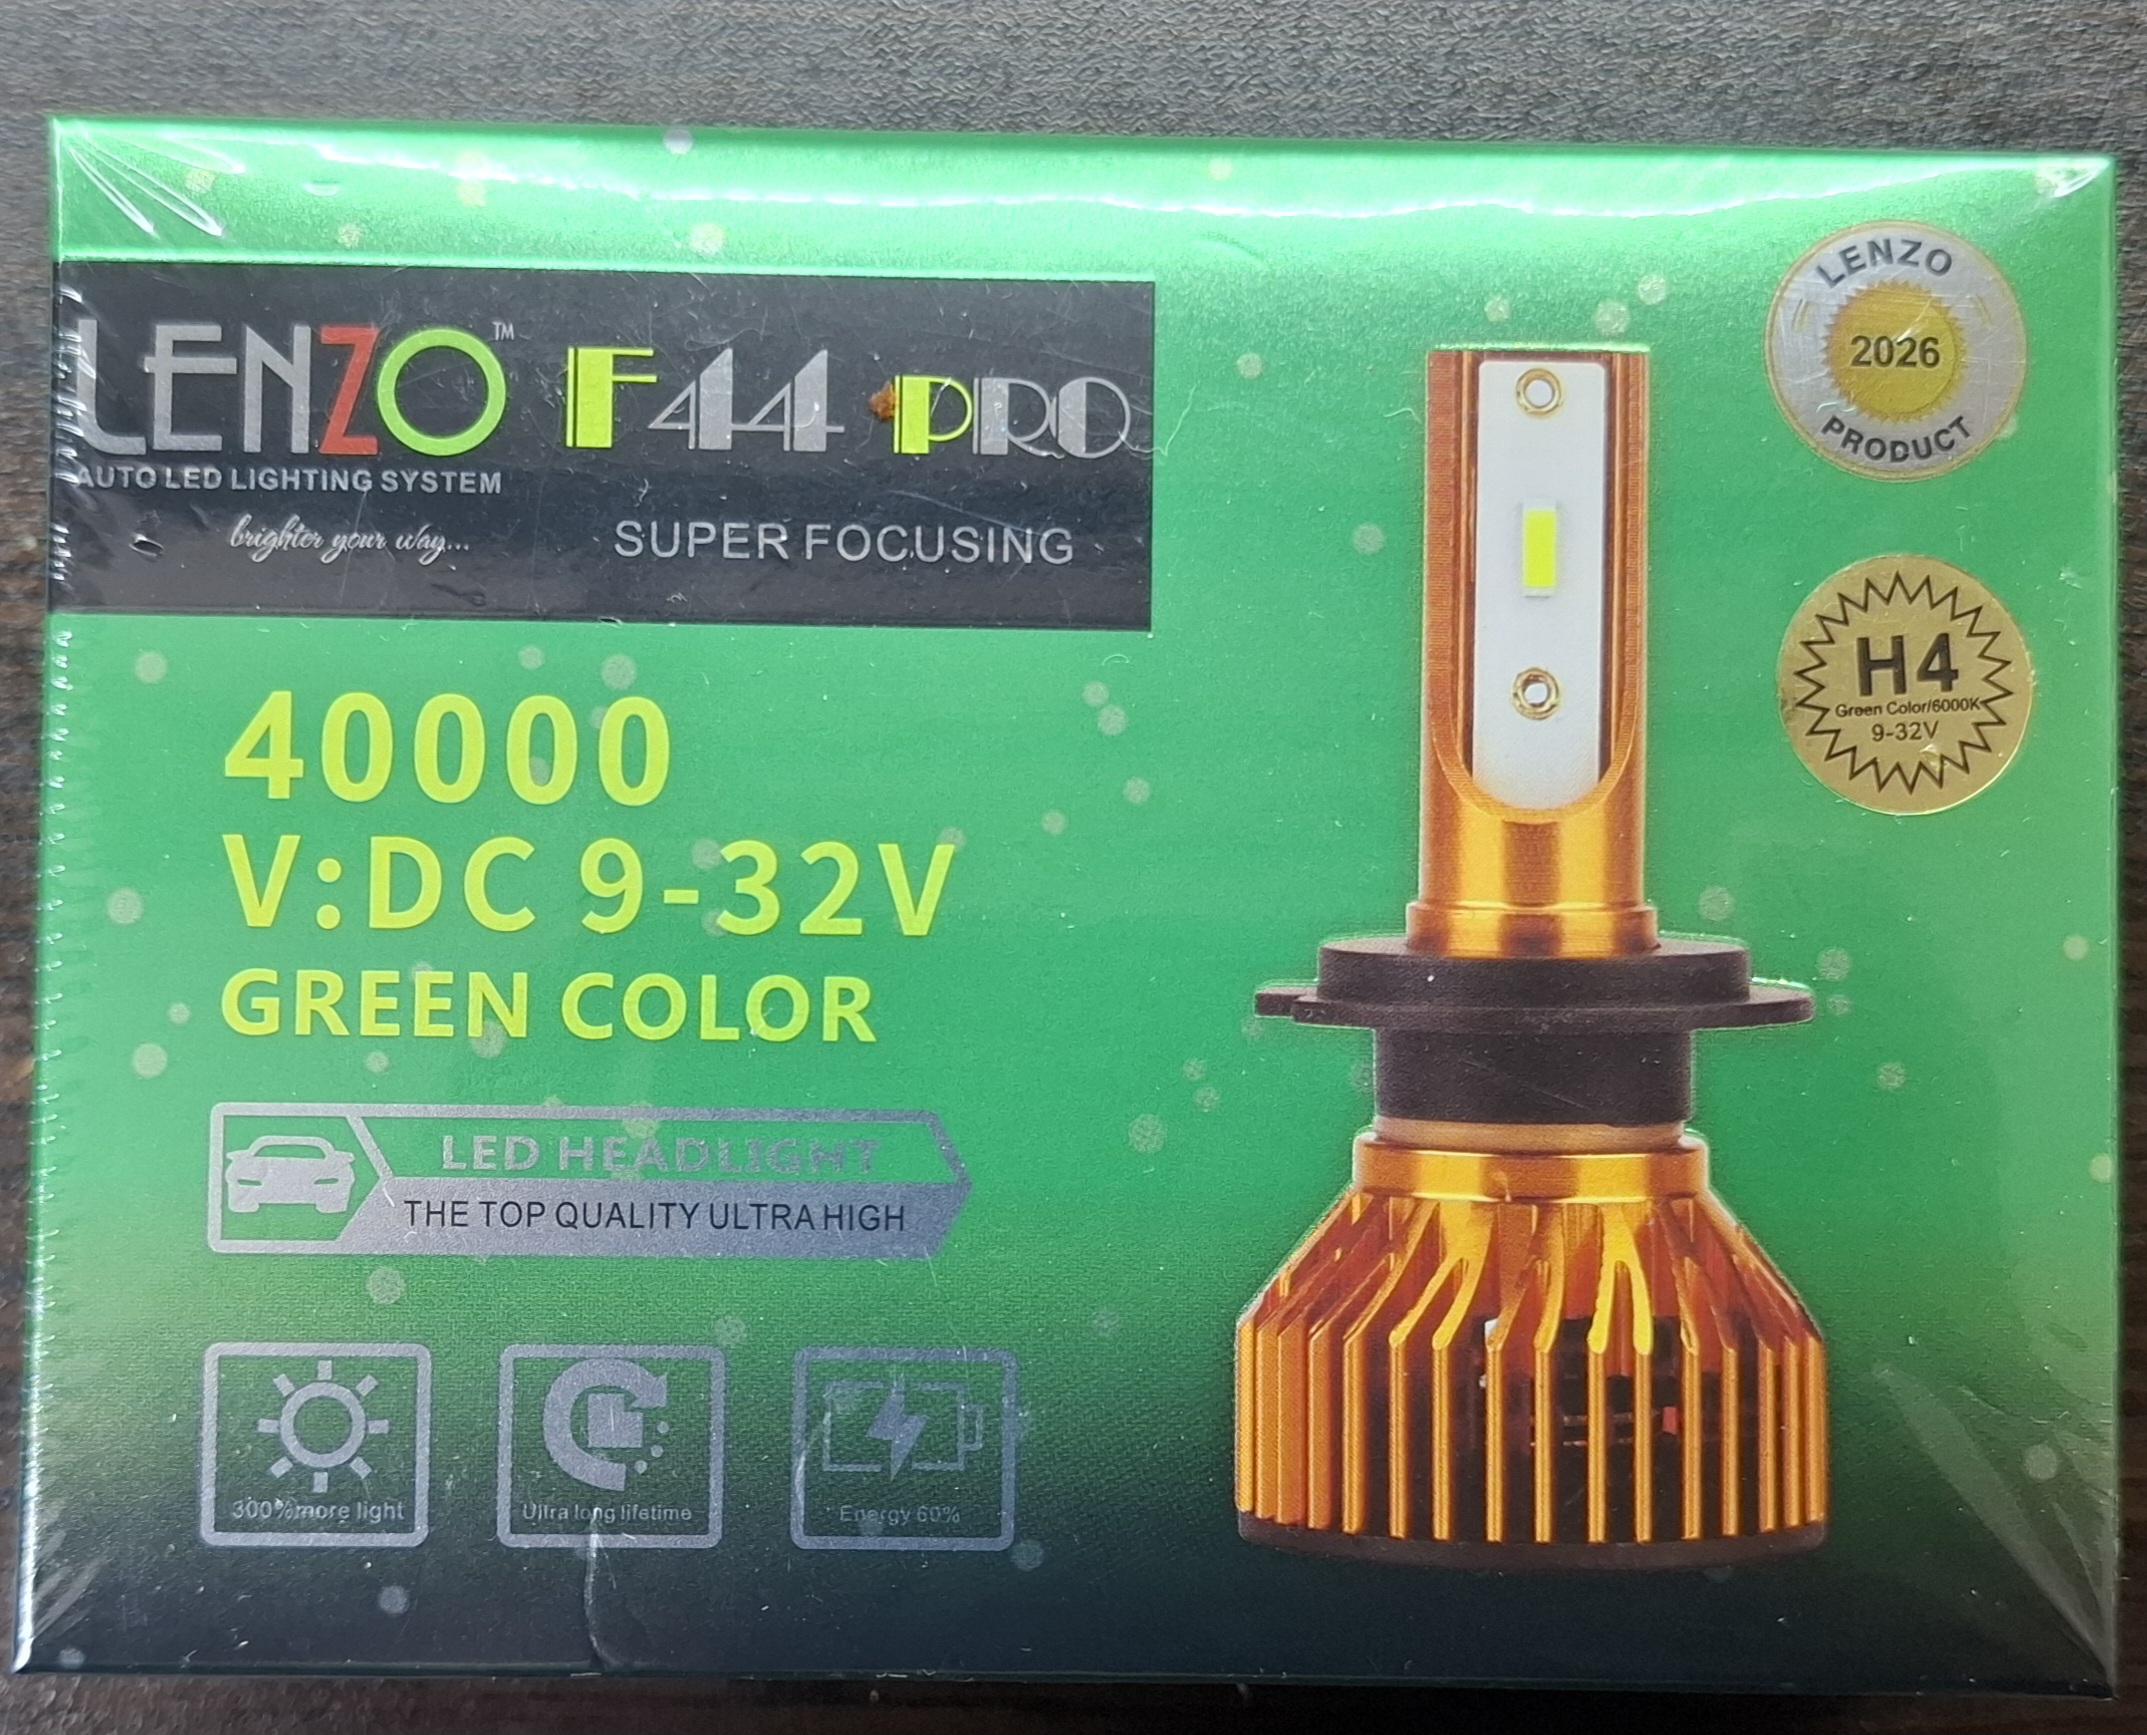 LENZO™ F44 PRO
AUTO LED LIGHTING SYSTEM
brighter your way...
SUPER FOCUSING
LENZO
2026
PRODUCT
H4
Green Color/6000K
9-32V
40000
V:DC 9-32V
GREEN COLOR
LED HEADLIGHT
THE TOP QUALITY ULTRA HIGH
300%more light
Ultra long lifetime
Energy 60%